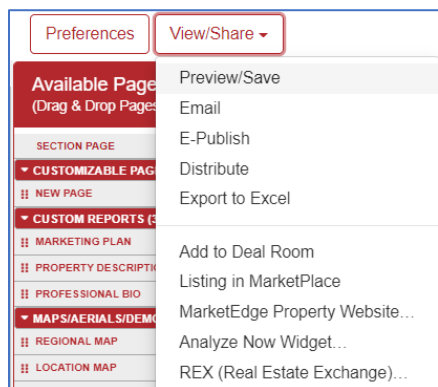 Preferences
View/Share
Available Page
(Drag & Drop Pages
SECTION PAGE
CUSTOMIZABLE PAG
NEW PAGE
CUSTOM REPORTS (3
MARKETING PLAN
PROPERTY DESCRIPTIO
PROFESSIONAL BIO
MAPS/AERIALS/DEMO
REGIONAL MAP
LOCATION MAP
Preview/Save
Email
E-Publish
Distribute
Export to Excel
Add to Deal Room
Listing in MarketPlace
MarketEdge Property Website...
Analyze Now Widget...
REX (Real Estate Exchange)...